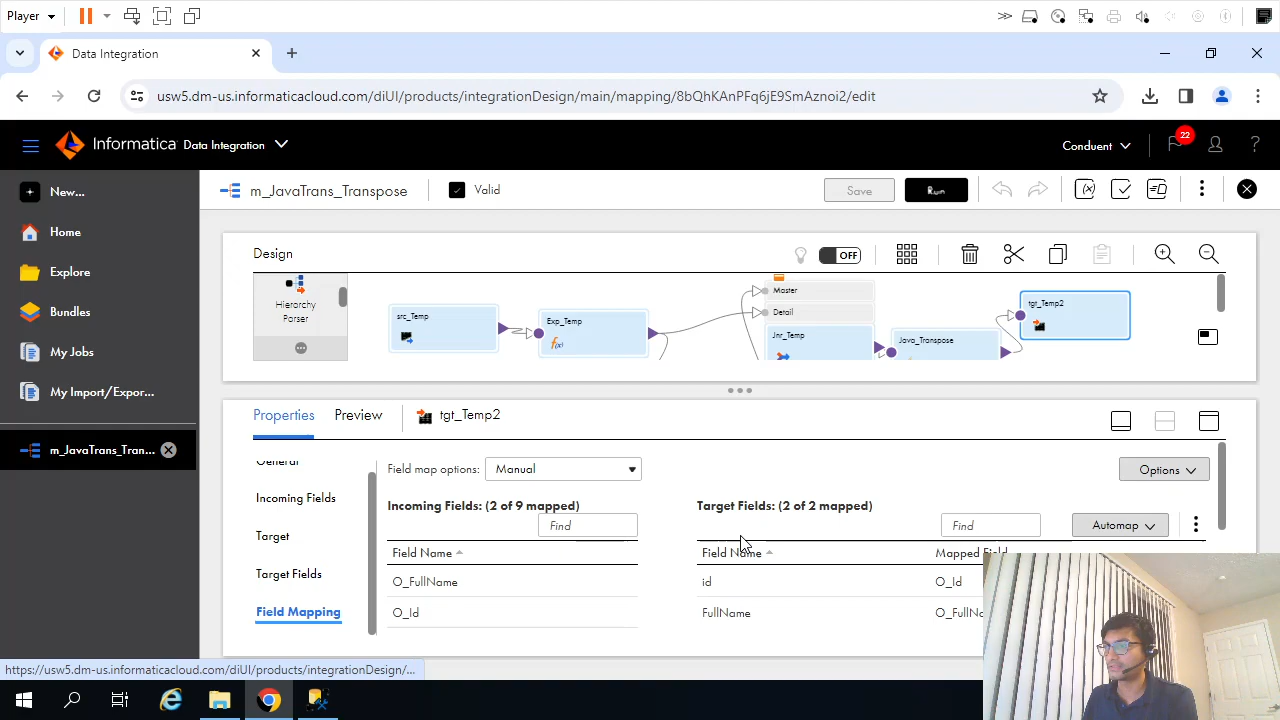 Player
Data Integration
usw5.dm-us.informaticacloud.com/diUI/products/integrationDesign/main/mapping/8bQhKAnPFq6jE9SmAznoi2/edit
Informatica Data Integration
Conduent
22
New...
Home
Explore
Bundles
My Jobs
My Import/Expor...
m_JavaTrans_Tran...
m_JavaTrans_Transpose
Valid
Save
Run
Design
OFF
Hierarchy
Parser
src_Temp
Exp_Temp
f(x)
Master
Detail
Jnr_Temp
Java_Transpose
tgt_Temp2
Properties
Preview
tgt_Temp2
General
Incoming Fields
Target
Target Fields
Field Mapping
Field map options:
Manual
Options
Incoming Fields: (2 of 9 mapped)
Find
Field Name
O_FullName
O_Id
Target Fields: (2 of 2 mapped)
Find
Automap
Field Name
Mapped Field
id
O_Id
FullName
O_FullNa
https://usw5.dm-us.informaticacloud.com/diUI/products/integrationDesign/...